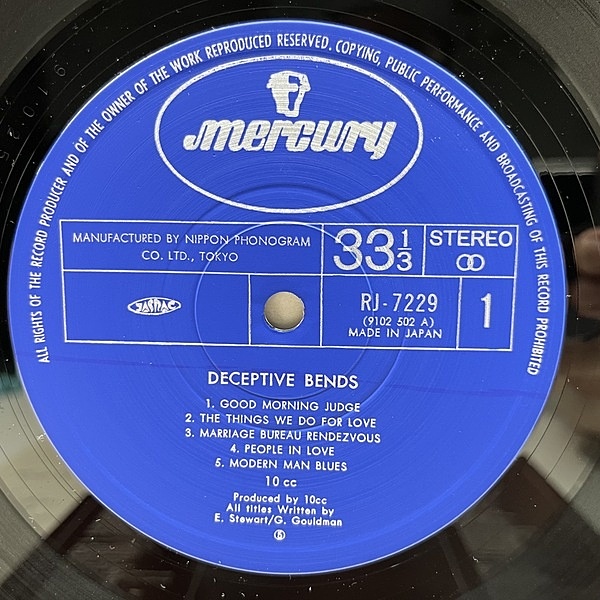 ALL RIGHTS OF THE RECORD PRODUCER AND OF THE OWNER OF THE WORK REPRODUCED RESERVED. COPYING, PUBLIC PERFORMANCE AND BROADCASTING OF THIS RECORD PROHIBITED
mercury
MANUFACTURED BY NIPPON PHONOGRAM
CO. LTD., TOKYO
33 1/3
STEREO
JASRAC
RJ-7229
(9102 502 A)
MADE IN JAPAN
1
DECEPTIVE BENDS
1. GOOD MORNING JUDGE
2. THE THINGS WE DO FOR LOVE
3. MARRIAGE BUREAU RENDEZVOUS
4. PEOPLE IN LOVE
5. MODERN MAN BLUES
10 cc
Produced by 10cc
All titles Written by
E. Stewart/G. Gouldman